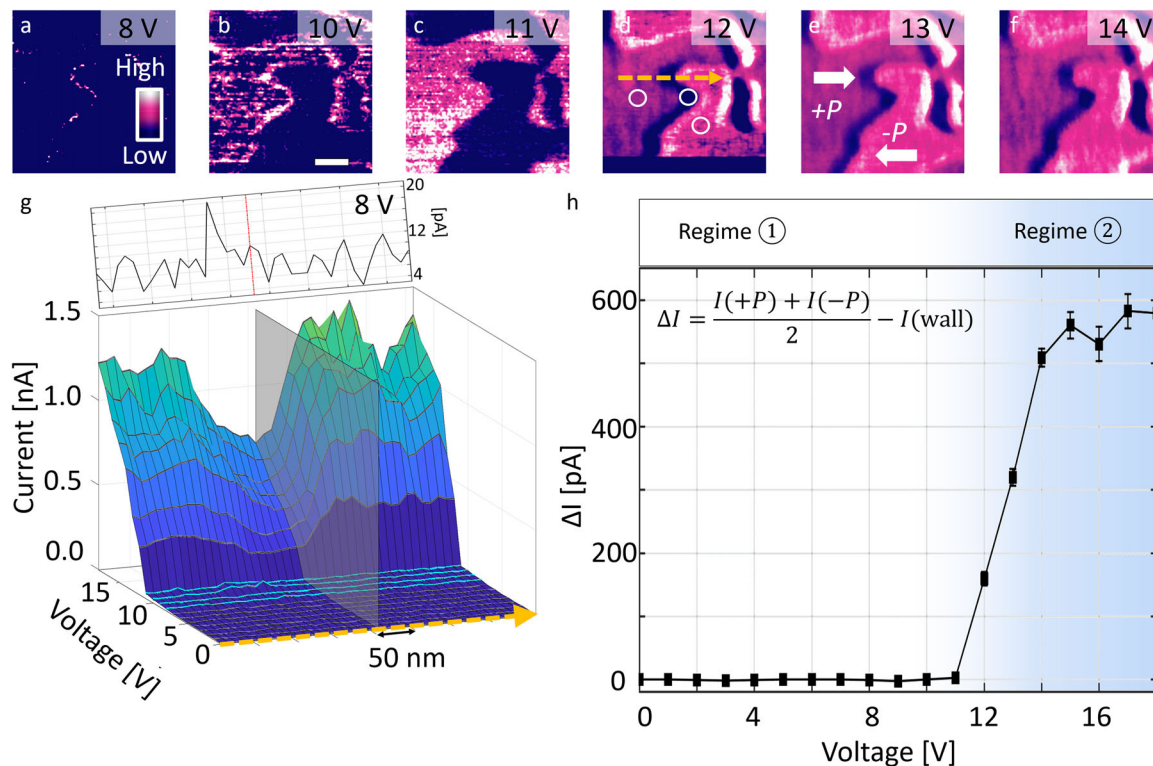 a
8 V
High
Low
b
10 V
c
11 V
d
12 V
e
13 V
+P
-P
f
14 V
g
8 V
20
12
4
[pA]
1.5
1.0
0.5
0.0
Current [nA]
15
10
5
0
Voltage [V]
50 nm
h
Regime ①
Regime ②
ΔI = (I(+P) + I(−P))/2 − I(wall)
600
400
200
0
ΔI [pA]
0 4 8 12 16
Voltage [V]